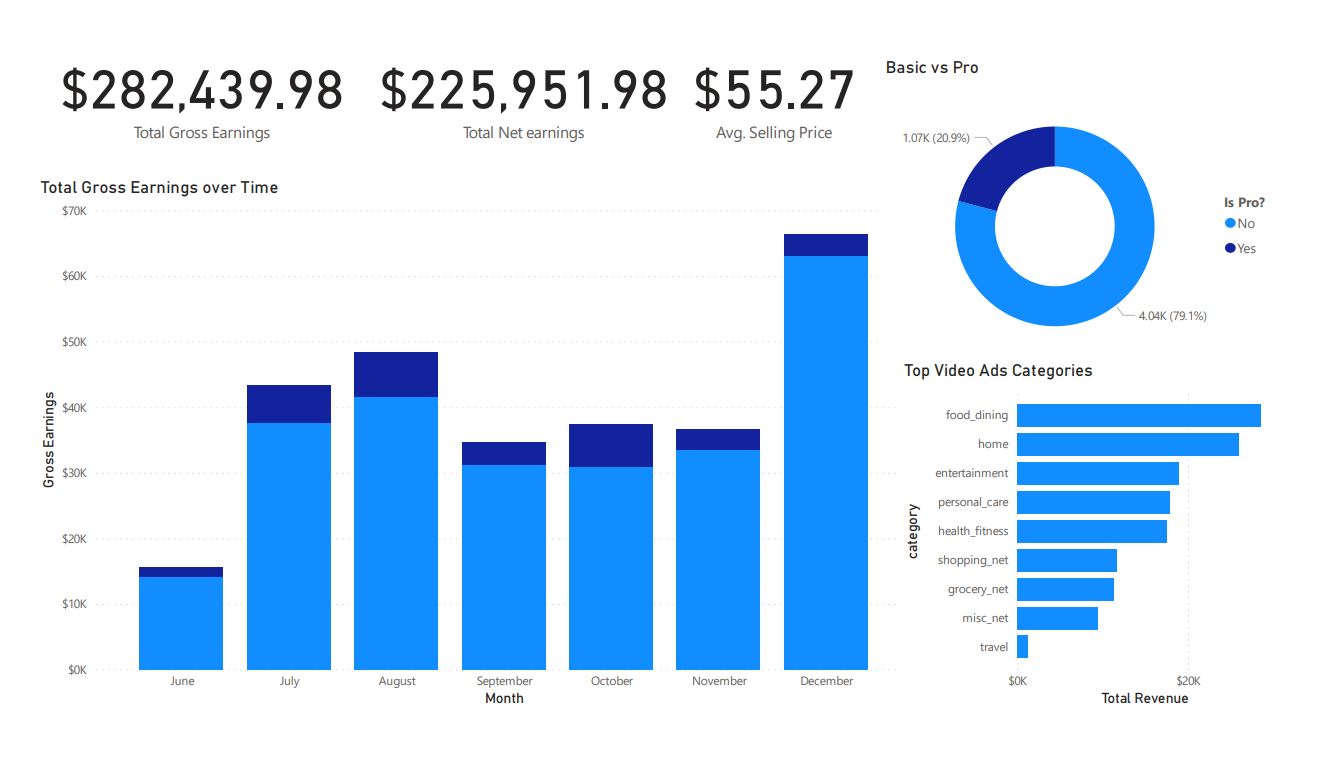 $282,439.98
Total Gross Earnings
$225,951.98
Total Net earnings
$55.27
Avg. Selling Price
Basic vs Pro
1.07K (20.9%)
4.04K (79.1%)
Is Pro?
No
Yes
Total Gross Earnings over Time
Gross Earnings
$70K
$60K
$50K
$40K
$30K
$20K
$10K
$0K
June
July
August
September
October
November
December
Month
Top Video Ads Categories
category
food_dining
home
entertainment
personal_care
health_fitness
shopping_net
grocery_net
misc_net
travel
$0K
$20K
Total Revenue